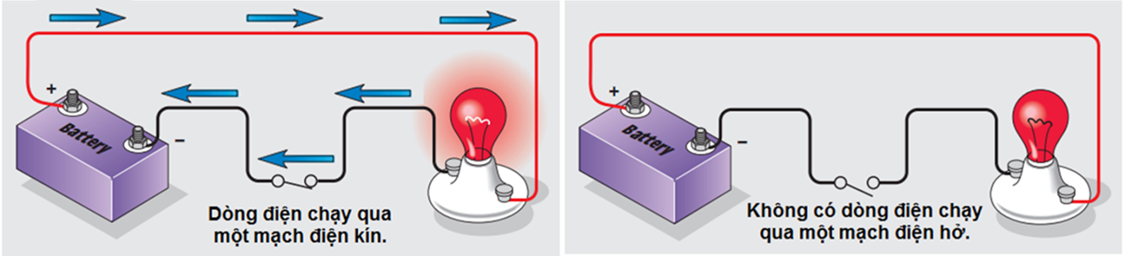 +
Battery
–
Dòng điện chạy qua
một mạch điện kín.
+
Battery
–
Không có dòng điện chạy
qua một mạch điện hở.